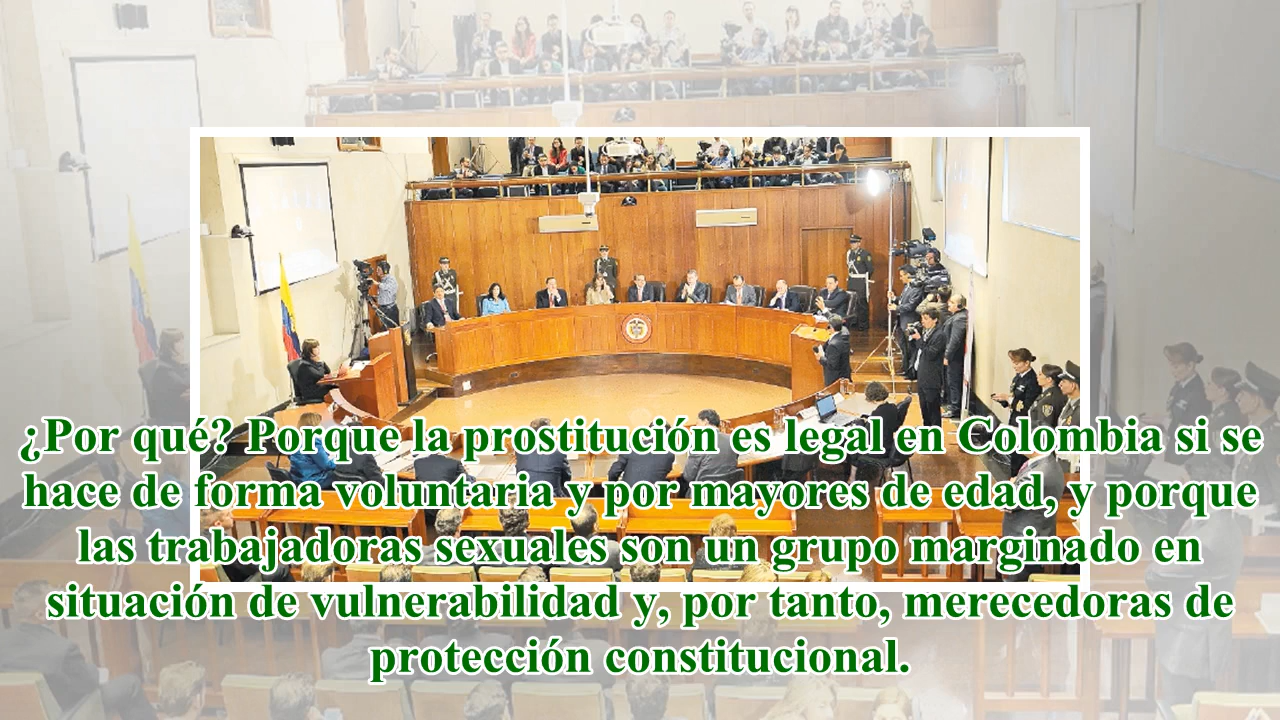 ¿Por qué? Porque la prostitución es legal en Colombia si se
hace de forma voluntaria y por mayores de edad, y porque
las trabajadoras sexuales son un grupo marginado en
situación de vulnerabilidad y, por tanto, merecedoras de
protección constitucional.